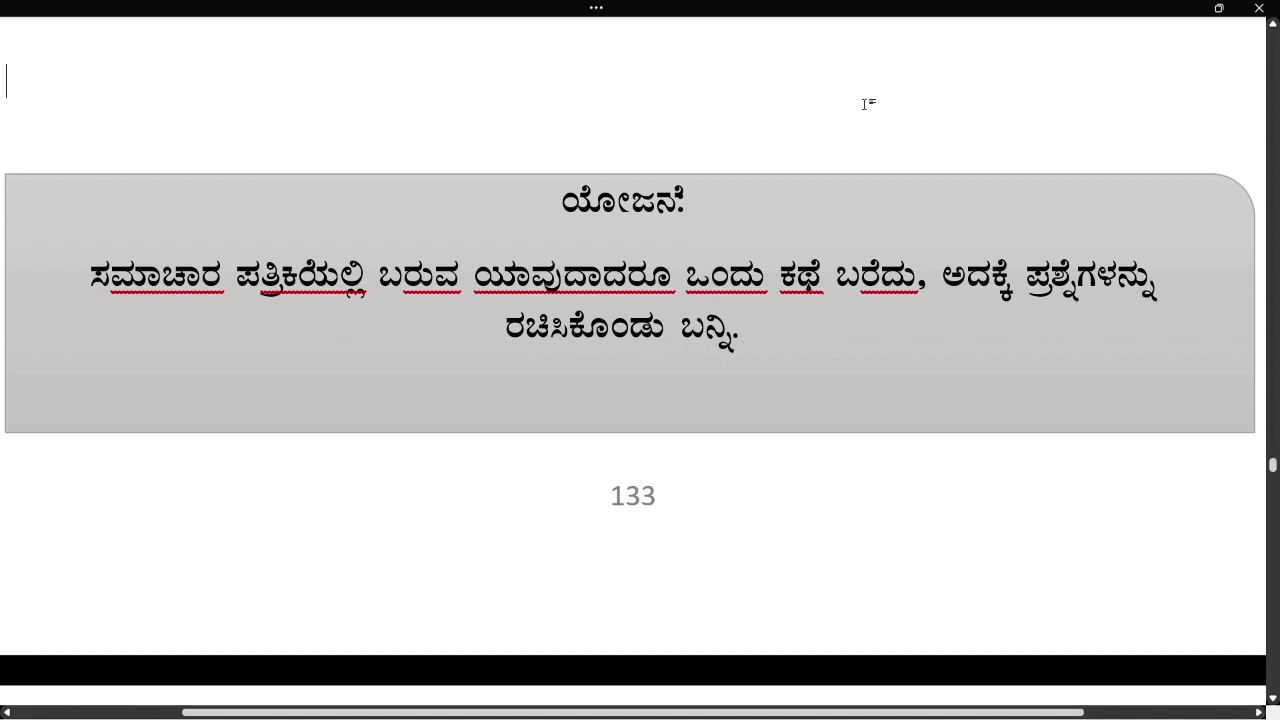 ಯೋಜನೆ:
ಸಮಾಚಾರ ಪತ್ರಿಕೆಯಲ್ಲಿ ಬರುವ ಯಾವುದಾದರೂ ಒಂದು ಕಥೆ ಬರೆದು, ಅದಕ್ಕೆ ಪ್ರಶ್ನೆಗಳನ್ನು
ರಚಿಸಿಕೊಂಡು ಬನ್ನಿ.
133